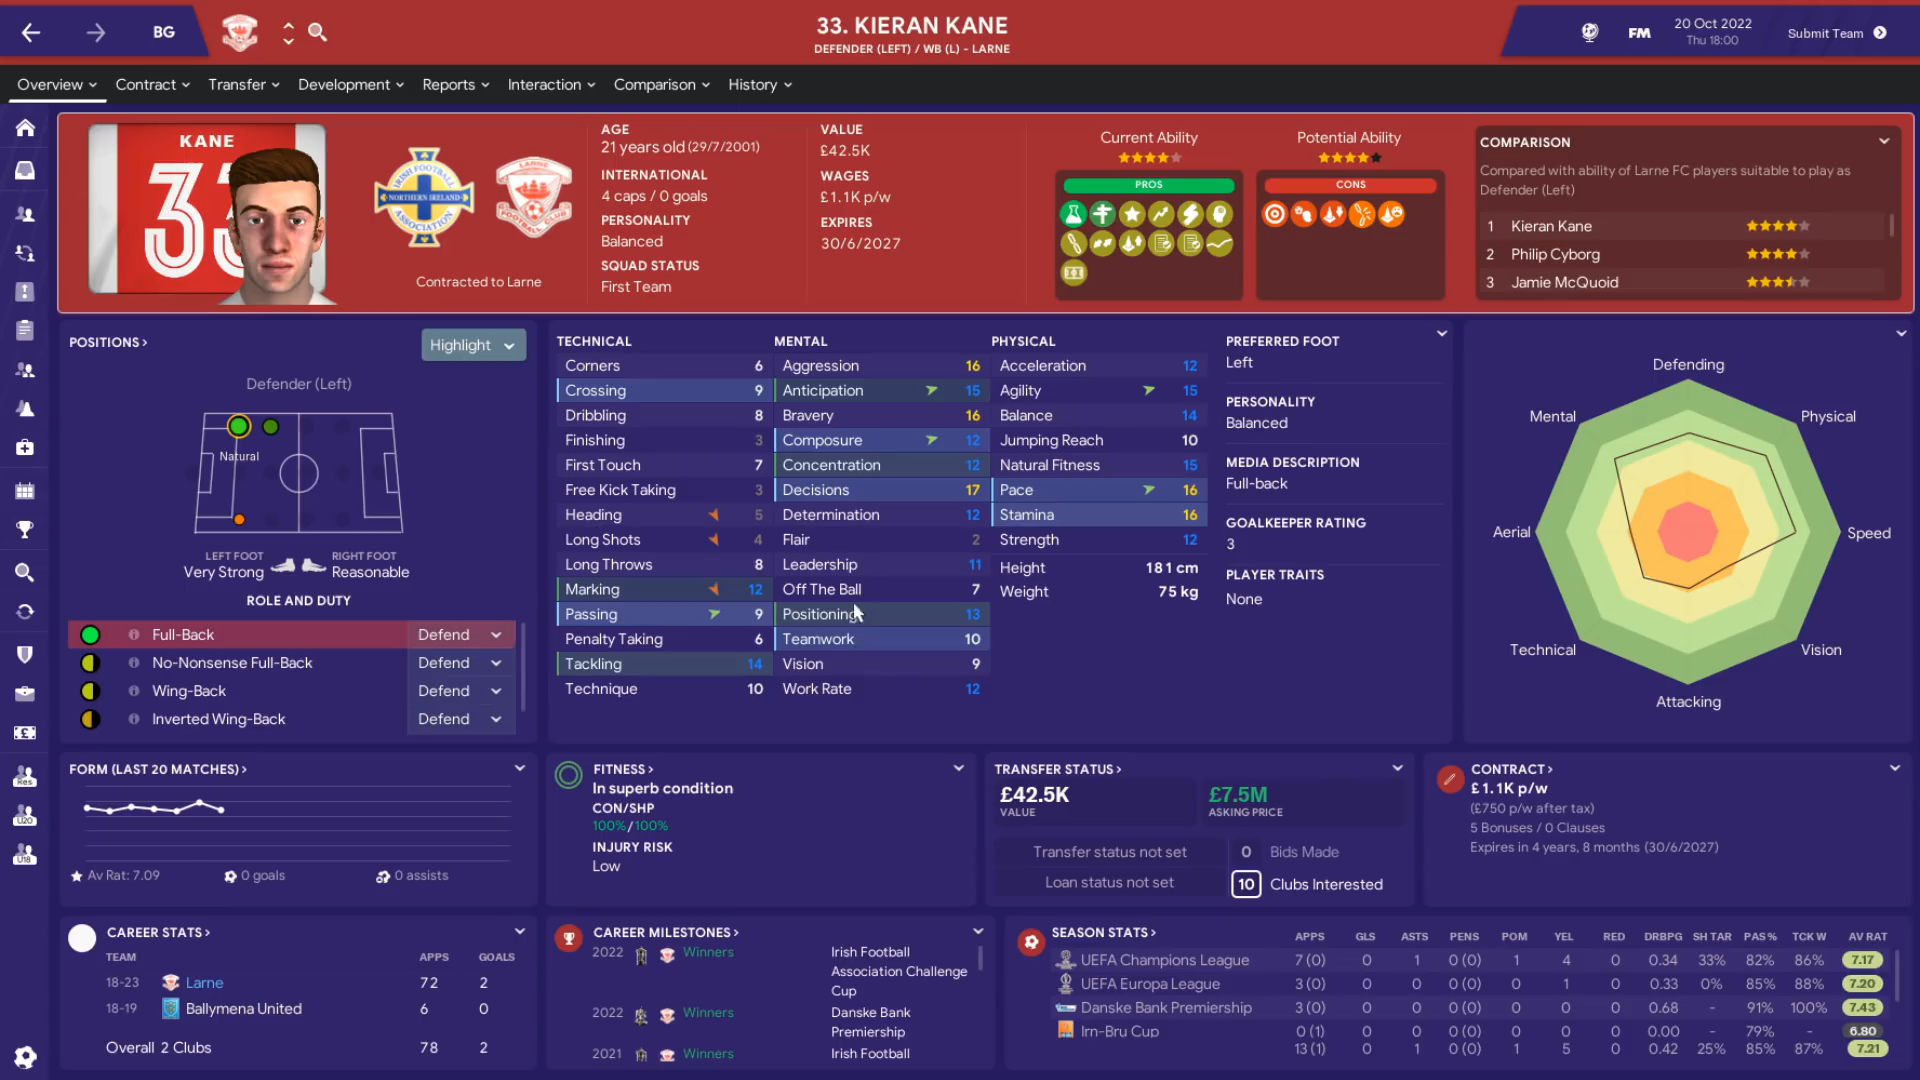 BG
33. KIERAN KANE
DEFENDER (LEFT) / WB (L) - LARNE
FM
20 Oct 2022
Thu 18:00
Submit Team
Overview
Contract
Transfer
Development
Reports
Interaction
Comparison
History
KANE
33
IRISH FOOTBALL
NORTHERN IRELAND
ASSOCIATION
Contracted to Larne
AGE
21 years old (29/7/2001)
INTERNATIONAL
4 caps / 0 goals
PERSONALITY
Balanced
SQUAD STATUS
First Team
VALUE
£42.5K
WAGES
£1.1K p/w
EXPIRES
30/6/2027
Current Ability
PROS
Potential Ability
CONS
COMPARISON
Compared with ability of Larne FC players suitable to play as
Defender (Left)
1 Kieran Kane
2 Philip Cyborg
3 Jamie McQuoid
POSITIONS
Highlight
Defender (Left)
Natural
LEFT FOOT
Very Strong
RIGHT FOOT
Reasonable
ROLE AND DUTY
Full-Back Defend
No-Nonsense Full-Back Defend
Wing-Back Defend
Inverted Wing-Back Defend
TECHNICAL
Corners 6
Crossing 9
Dribbling 8
Finishing 3
First Touch 7
Free Kick Taking 3
Heading 5
Long Shots 4
Long Throws 8
Marking 12
Passing 9
Penalty Taking 6
Tackling 14
Technique 10
MENTAL
Aggression 16
Anticipation 15
Bravery 16
Composure 12
Concentration 12
Decisions 17
Determination 12
Flair 2
Leadership 11
Off The Ball 7
Positioning 13
Teamwork 10
Vision 9
Work Rate 12
PHYSICAL
Acceleration 12
Agility 15
Balance 14
Jumping Reach 10
Natural Fitness 15
Pace 16
Stamina 16
Strength 12
Height 181 cm
Weight 75 kg
PREFERRED FOOT
Left
PERSONALITY
Balanced
MEDIA DESCRIPTION
Full-back
GOALKEEPER RATING
3
PLAYER TRAITS
None
Defending
Physical
Speed
Vision
Attacking
Technical
Aerial
Mental
FORM (LAST 20 MATCHES)
Av Rat: 7.09
0 goals
0 assists
FITNESS
In superb condition
CON/SHP
100%/100%
INJURY RISK
Low
TRANSFER STATUS
£42.5K
VALUE
£7.5M
ASKING PRICE
Transfer status not set
0 Bids Made
Loan status not set
10 Clubs Interested
CONTRACT
£1.1K p/w
(£750 p/w after tax)
5 Bonuses / 0 Clauses
Expires in 4 years, 8 months (30/6/2027)
CAREER STATS
TEAM APPS GOALS
18-23 Larne 72 2
18-19 Ballymena United 6 0
Overall 2 Clubs 78 2
CAREER MILESTONES
2022 Winners Irish Football
Association Challenge
Cup
2022 Winners Danske Bank
Premiership
2021 Winners Irish Football
SEASON STATS APPS GLS ASTS PENS POM YEL RED DRBPG SH TAR PAS % TCK W AV RAT
UEFA Champions League 7 (0) 0 1 0 (0) 1 4 0 0.34 33% 82% 86% 7.17
UEFA Europa League 3 (0) 0 0 0 (0) 0 1 0 0.33 0% 85% 88% 7.20
Danske Bank Premiership 3 (0) 0 0 0 (0) 0 0 0 0.68 - 91% 100% 7.43
Irn-Bru Cup 0 (1) 0 0 0 (0) 0 0 0 0.00 - 79% - 6.80
13 (1) 0 1 0 (0) 1 5 0 0.42 25% 85% 87% 7.21
Res
U20
U18